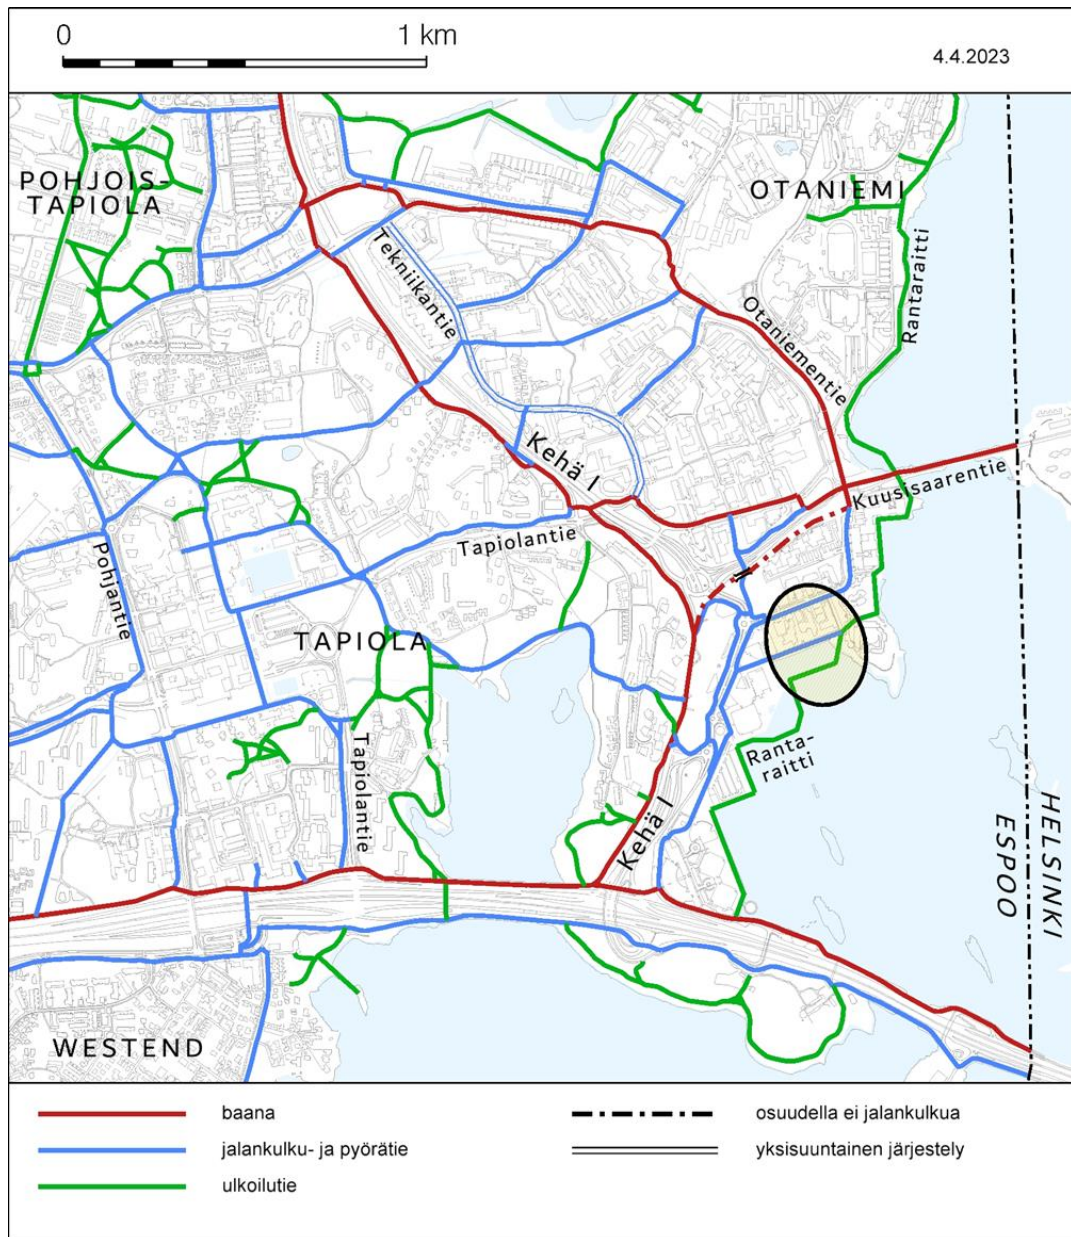 0
1 km
4.4.2023
POHJOIS-
TAPIOLA
OTANIEMI
Rantaraitti
Tekniikantie
Otaniementie
Kehä I
Kuusisaarentie
Tapiolantie
Pohjantie
TAPIOLA
Ranta-
raitti
Tapiolantie
Kehä I
HELSINKI
ESPOO
WESTEND
baana
osuudella ei jalankulkua
jalankulku- ja pyörätie
yksisuuntainen järjestely
ulkoilutie